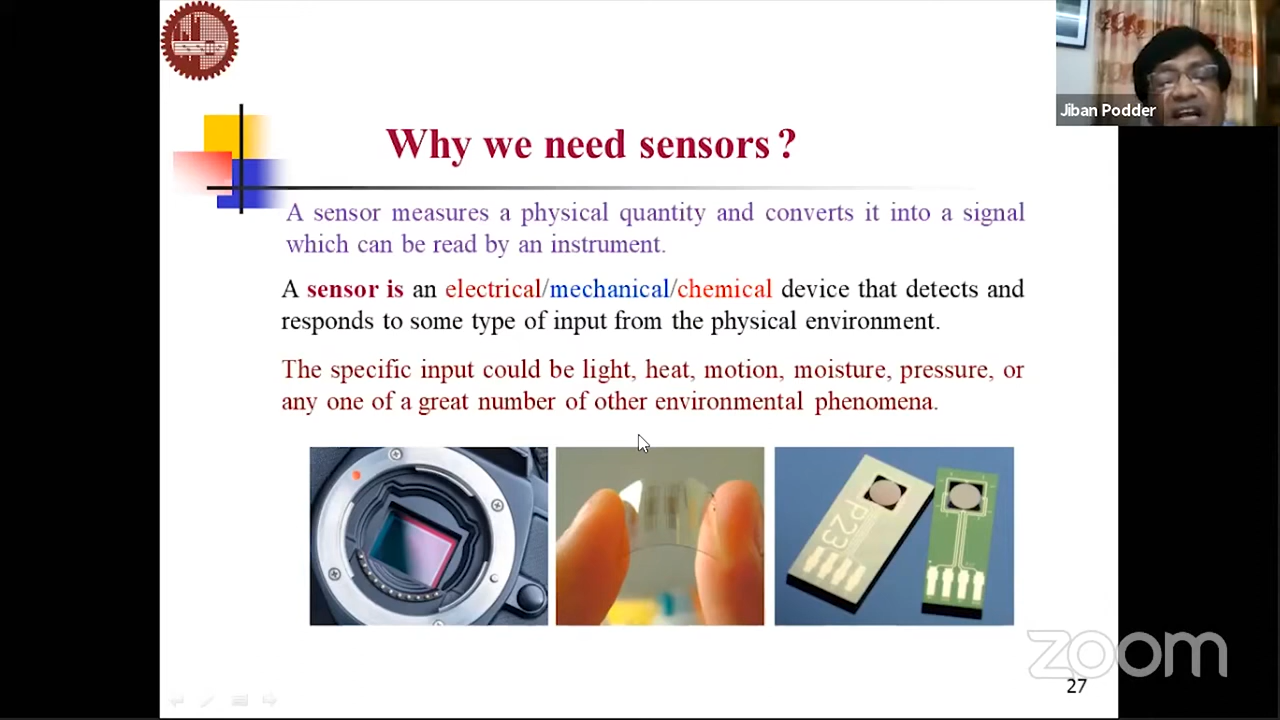 Jiban Podder
Why we need sensors ?
A sensor measures a physical quantity and converts it into a signal
which can be read by an instrument.
A sensor is an electrical/mechanical/chemical device that detects and
responds to some type of input from the physical environment.
The specific input could be light, heat, motion, moisture, pressure, or
any one of a great number of other environmental phenomena.
P23
zoom
27